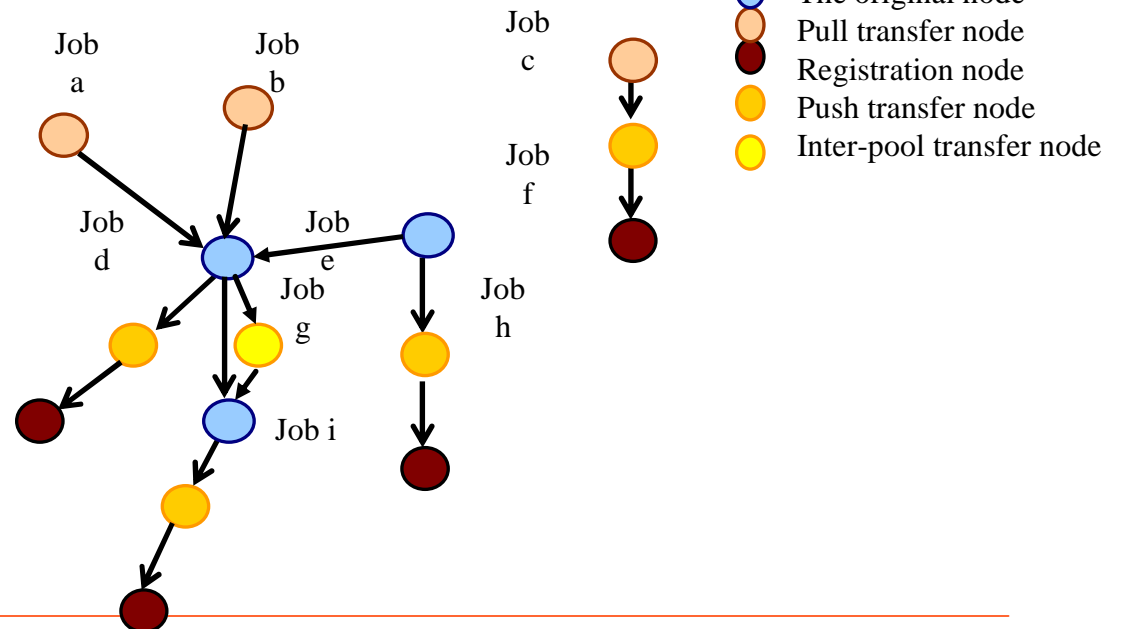 Job
a
Job
b
Job
c
The original node
Pull transfer node
Registration node
Push transfer node
Inter-pool transfer node
Job
f
Job
d
Job
e
Job
g
Job
h
Job i